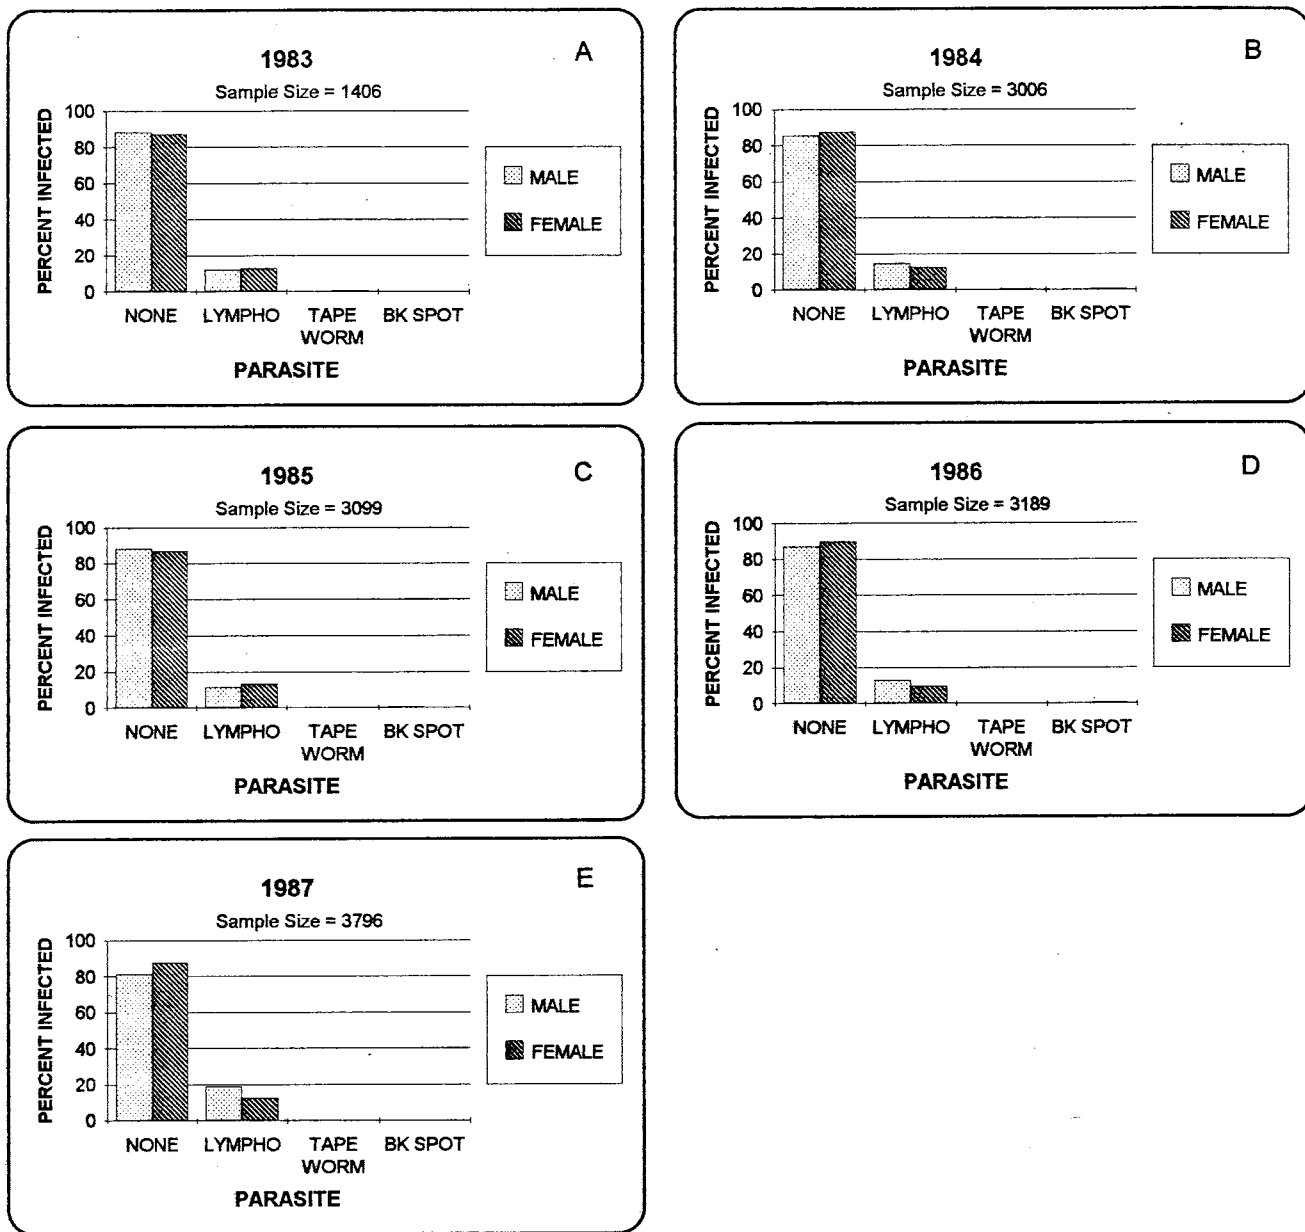 A
1983
Sample Size = 1406
PERCENT INFECTED
100
80
60
40
20
0
NONE LYMPHO TAPE WORM BK SPOT
PARASITE
MALE
FEMALE
B
1984
Sample Size = 3006
PERCENT INFECTED
100
80
60
40
20
0
NONE LYMPHO TAPE WORM BK SPOT
PARASITE
MALE
FEMALE
C
1985
Sample Size = 3099
PERCENT INFECTED
100
80
60
40
20
0
NONE LYMPHO TAPE WORM BK SPOT
PARASITE
MALE
FEMALE
D
1986
Sample Size = 3189
PERCENT INFECTED
100
80
60
40
20
0
NONE LYMPHO TAPE WORM BK SPOT
PARASITE
MALE
FEMALE
E
1987
Sample Size = 3796
PERCENT INFECTED
100
80
60
40
20
0
NONE LYMPHO TAPE WORM BK SPOT
PARASITE
MALE
FEMALE